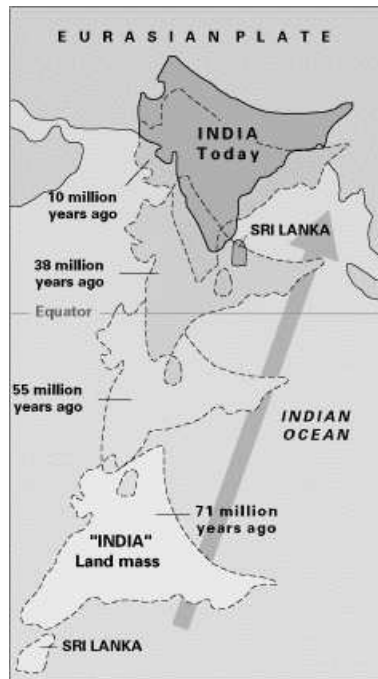 EURASIAN PLATE
INDIA
Today
10 million
years ago
SRI LANKA
38 million
years ago
Equator
55 million
years ago
INDIAN
OCEAN
71 million
years ago
"INDIA"
Land mass
SRI LANKA